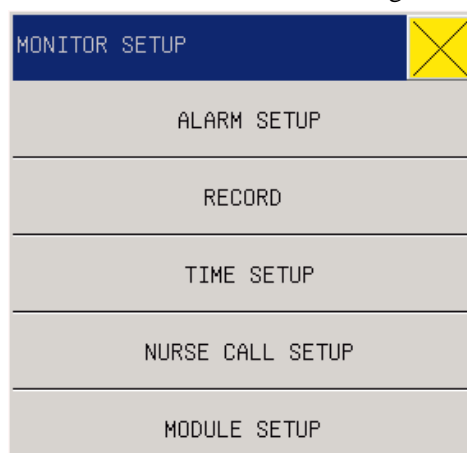 MONITOR SETUP
ALARM SETUP
RECORD
TIME SETUP
NURSE CALL SETUP
MODULE SETUP